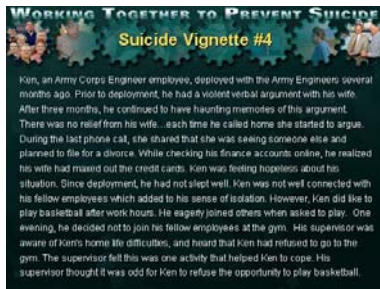 WORKING TOGETHER TO PREVENT SUICIDE
Suicide Vignette #4
Ken, an Army Corps Engineer employee, deployed with the Army Engineers several
months ago. Prior to deployment, he had a violent verbal argument with his wife.
After three months, he continued to have haunting memories of this argument.
There was no relief from his wife...each time he called home she started to argue.
During the last phone call, she shared that she was seeing someone else and
planned to file for a divorce. While checking his finance accounts online, he realized
his wife had maxed out the credit cards. Ken was feeling hopeless about his
situation. Since deployment, he had not slept well. Ken was not well connected with
his fellow employees which added to his sense of isolation. However, Ken did like to
play basketball after work hours. He eagerly joined others when asked to play. One
evening, he decided not to join his fellow employees at the gym. His supervisor was
aware of Ken's home life difficulties, and heard that Ken had refused to go to the
gym. The supervisor felt this was one activity that helped Ken to cope. His
supervisor thought it was odd for Ken to refuse the opportunity to play basketball.